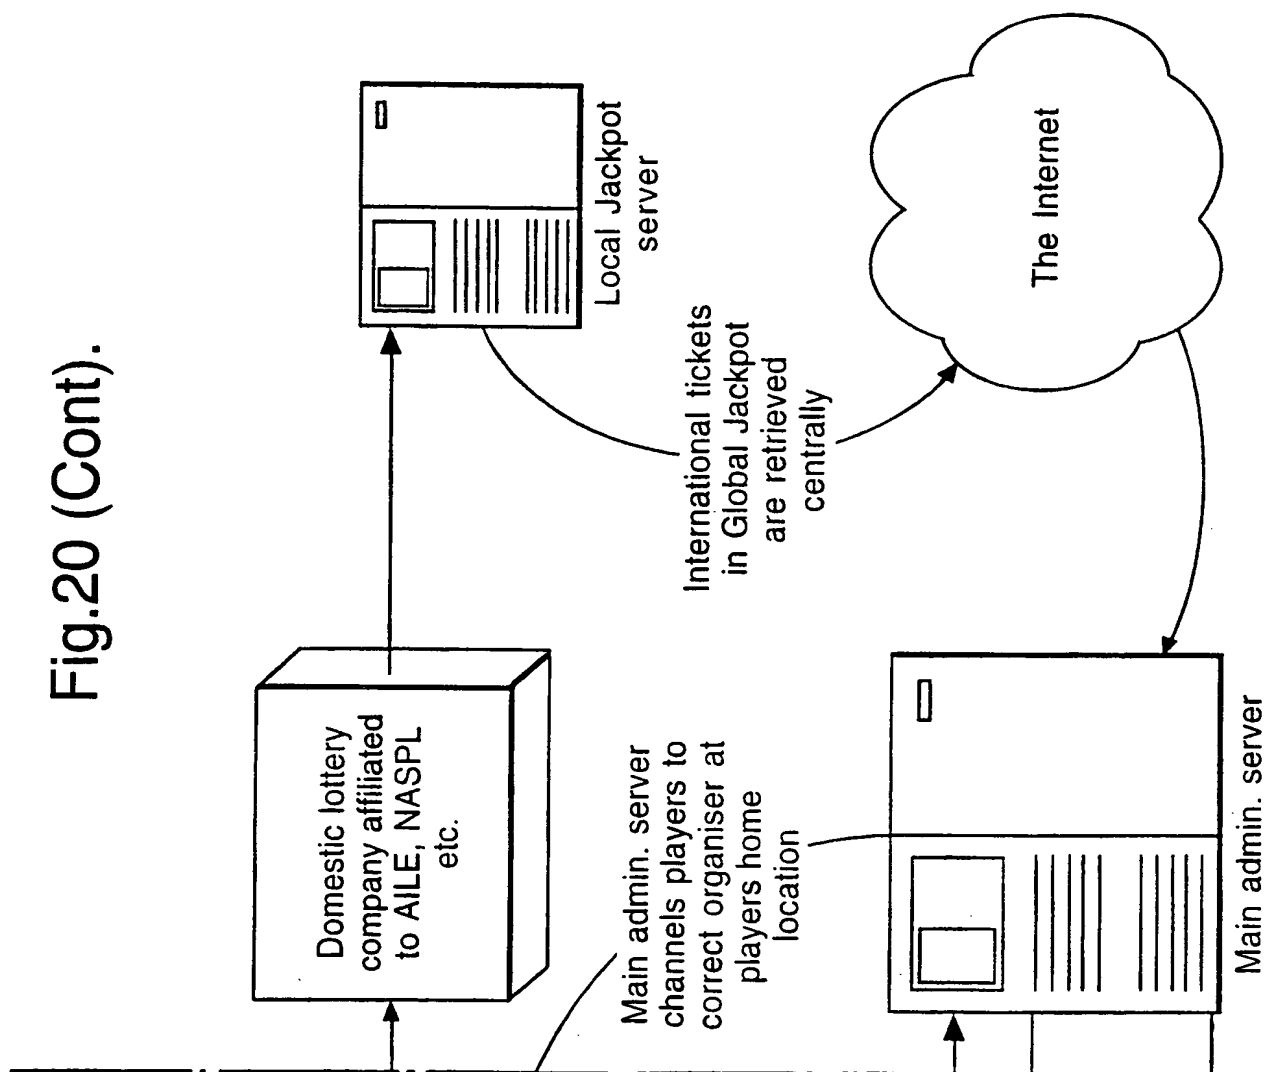 Fig.20 (Cont).
Domestic lottery
company affiliated
to AILE, NASPL
etc.
Local Jackpot
server
Main admin. server
channels players to
correct organiser at
players home
location
International tickets
in Global Jackpot
are retrieved
centrally
Main admin. server
The Internet